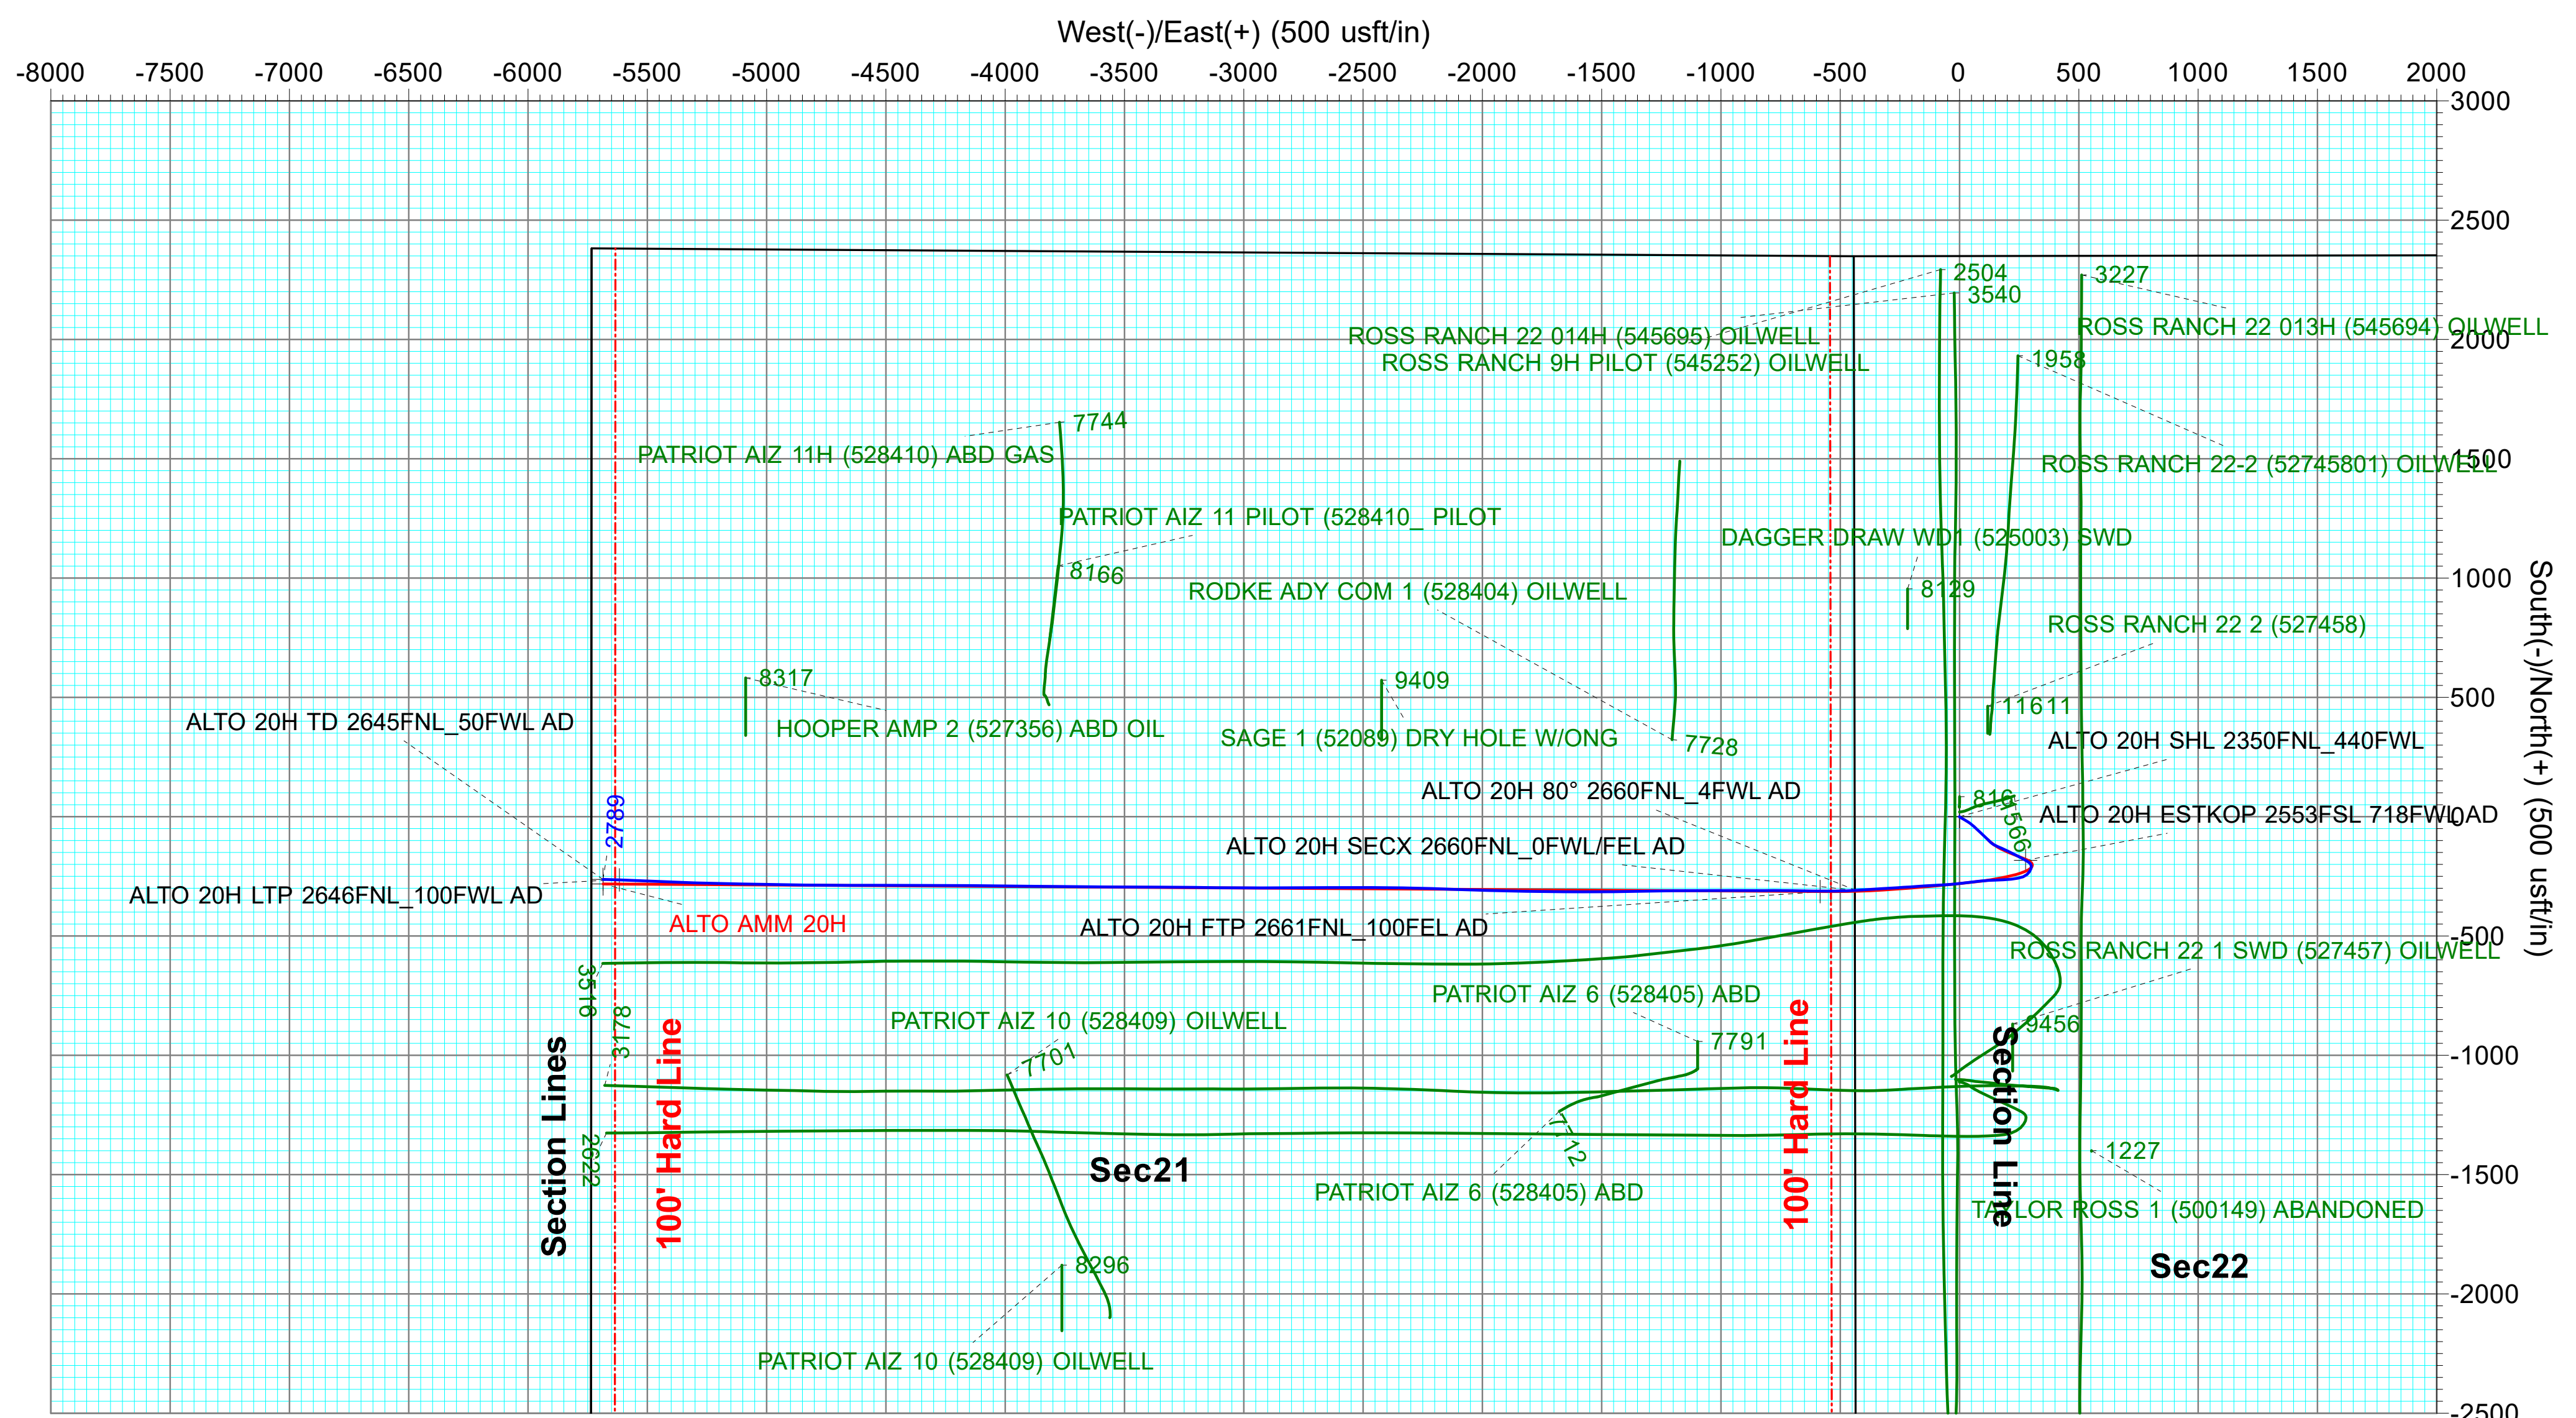 West(-)/East(+) (500 usft/in)
-8000 -7500 -7000 -6500 -6000 -5500 -5000 -4500 -4000 -3500 -3000 -2500 -2000 -1500 -1000 -500 0 500 1000 1500 2000
3000
2500
2000
1500
1000
500
0
-500
-1000
-1500
-2000
-2500
South(-)/North(+) (500 usft/in)
2504
3540
3227
ROSS RANCH 22 014H (545695) OILWELL
ROSS RANCH 22 013H (545694) OILWELL
ROSS RANCH 9H PILOT (545252) OILWELL
1958
7744
PATRIOT AIZ 11H (528410) ABD GAS
ROSS RANCH 22-2 (52745801) OILWELL
PATRIOT AIZ 11 PILOT (528410_ PILOT
DAGGER DRAW WD1 (525003) SWD
8166
RODKE ADY COM 1 (528404) OILWELL
8129
ROSS RANCH 22 2 (527458)
8317
9409
11611
ALTO 20H TD 2645FNL_50FWL AD
HOOPER AMP 2 (527356) ABD OIL
SAGE 1 (52089) DRY HOLE W/ONG
7728
ALTO 20H SHL 2350FNL_440FWL
ALTO 20H 80° 2660FNL_4FWL AD
816
1566
2789
ALTO 20H ESTKOP 2553FSL 718FWL AD
ALTO 20H SECX 2660FNL_0FWL/FEL AD
ALTO 20H LTP 2646FNL_100FWL AD
ALTO AMM 20H
ALTO 20H FTP 2661FNL_100FEL AD
ROSS RANCH 22 1 SWD (527457) OILWELL
3516
PATRIOT AIZ 6 (528405) ABD
PATRIOT AIZ 10 (528409) OILWELL
3178
9456
7791
7701
Section Lines
100' Hard Line
100' Hard Line
Section Line
2622
7712
Sec21
1227
PATRIOT AIZ 6 (528405) ABD
TAYLOR ROSS 1 (500149) ABANDONED
8296
Sec22
PATRIOT AIZ 10 (528409) OILWELL